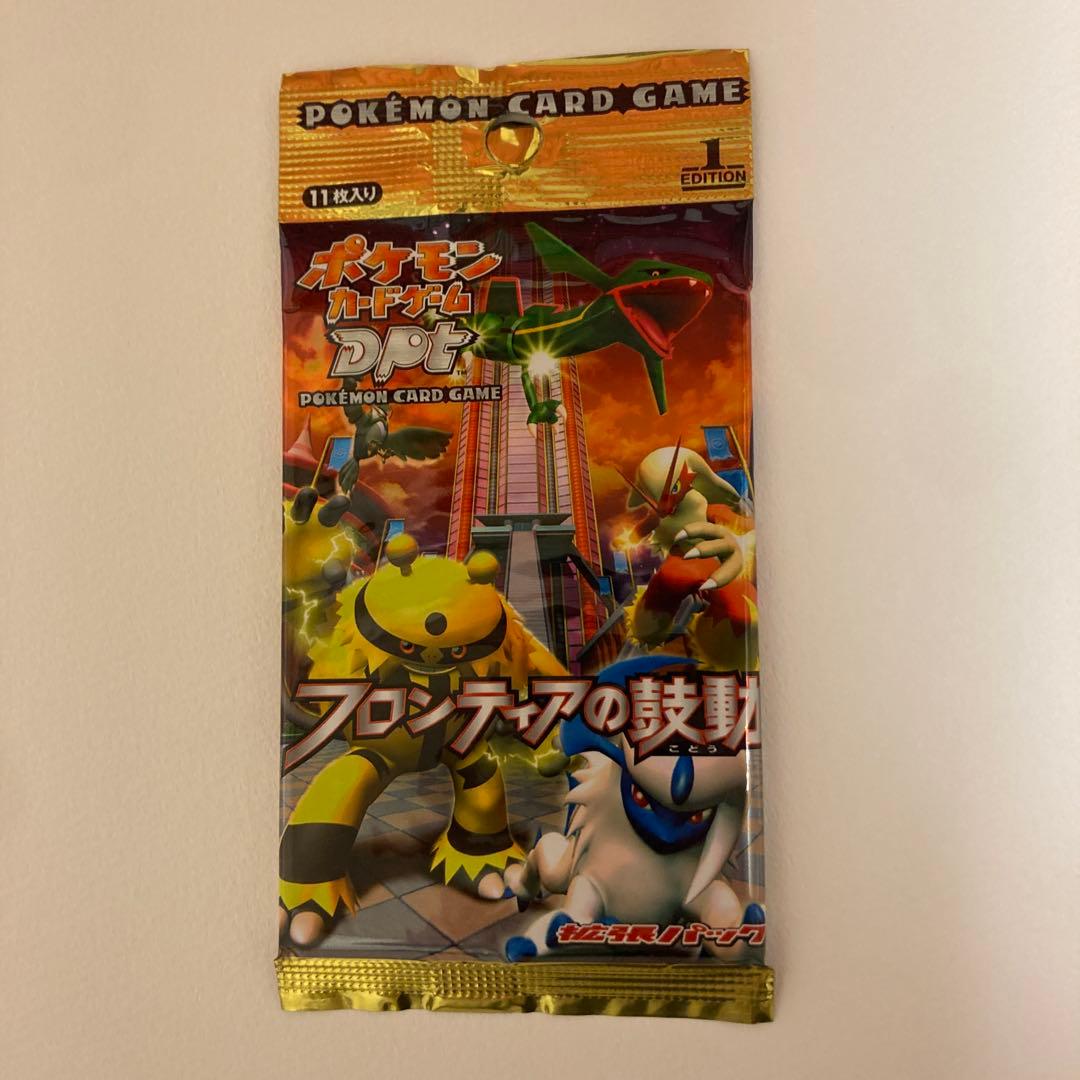 POKÉMON CARD GAME
1
EDITION
11枚入り
ポケモン
カードゲーム
DPt™
POKÉMON CARD GAME
フロンティアの鼓動
ことう
拡張パック